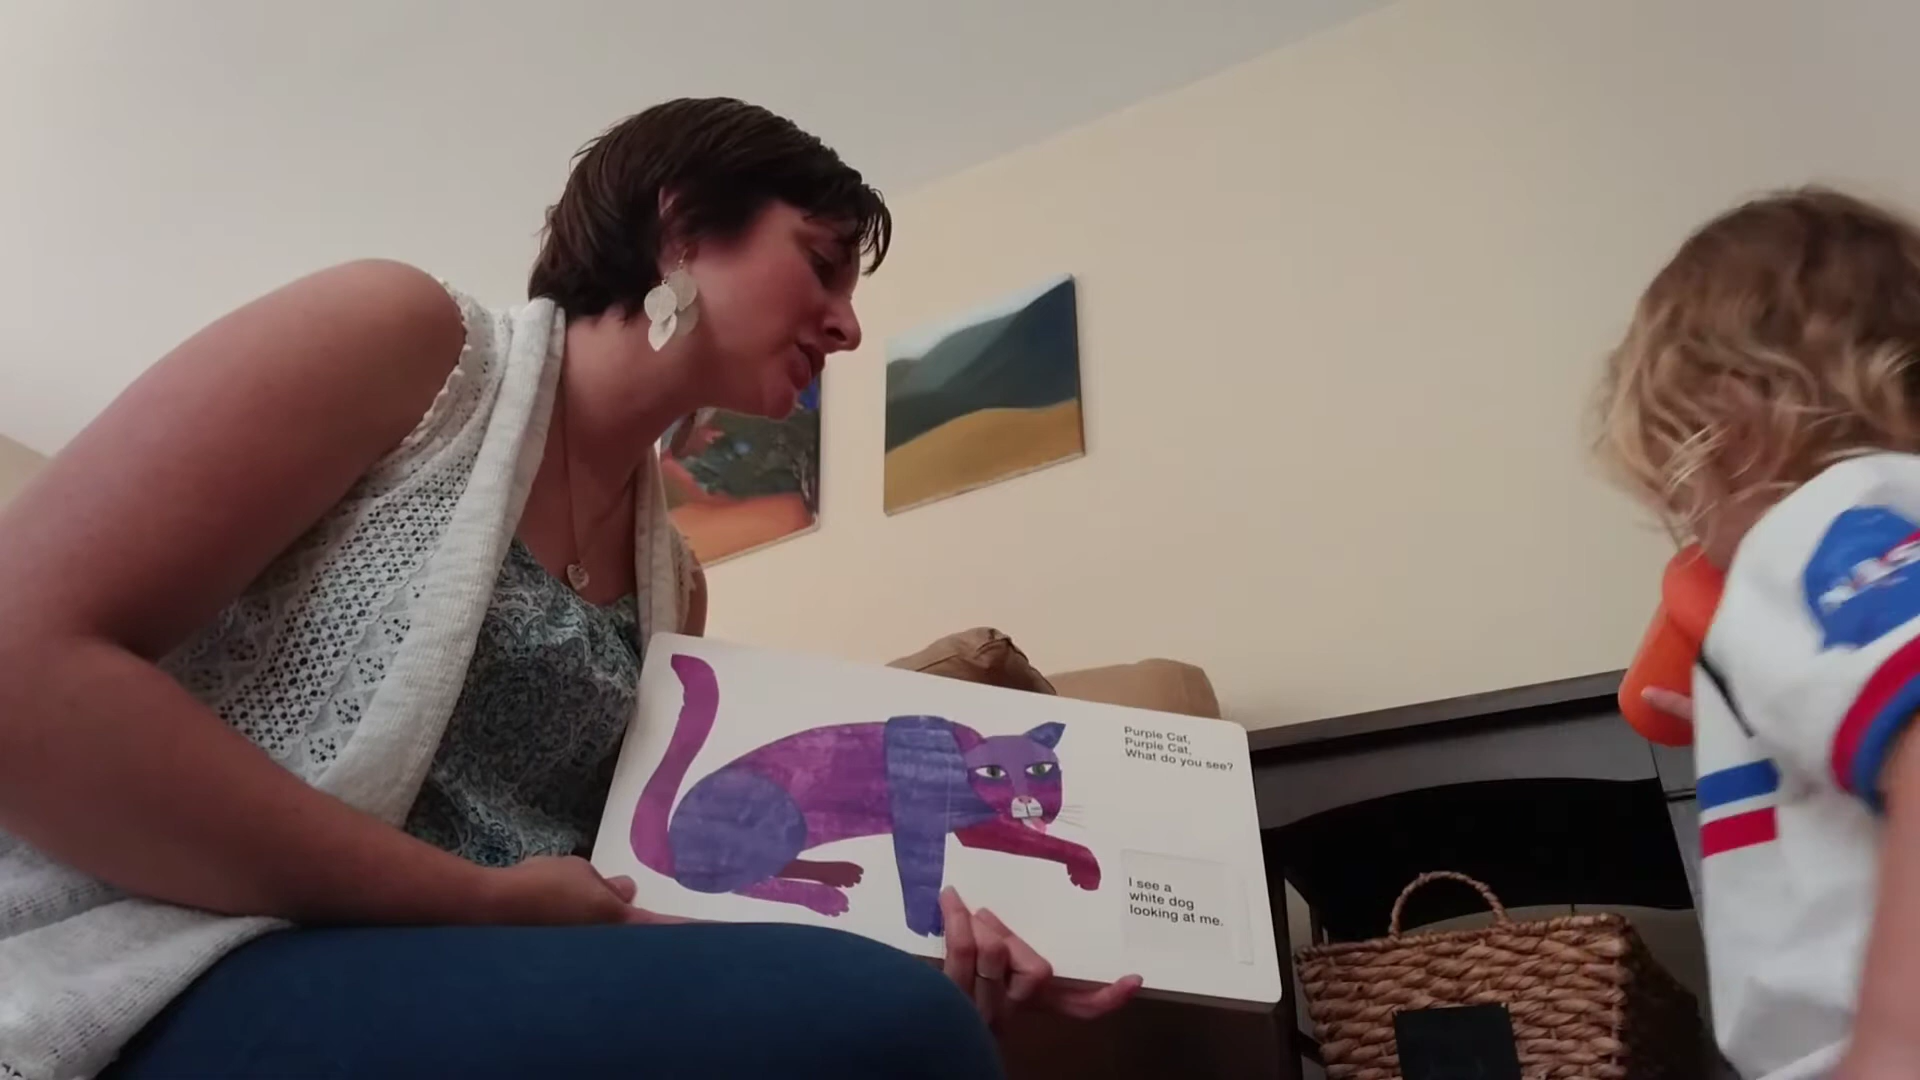 Purple Cat,
Purple Cat,
What do you see?
I see a
white dog
looking at me.